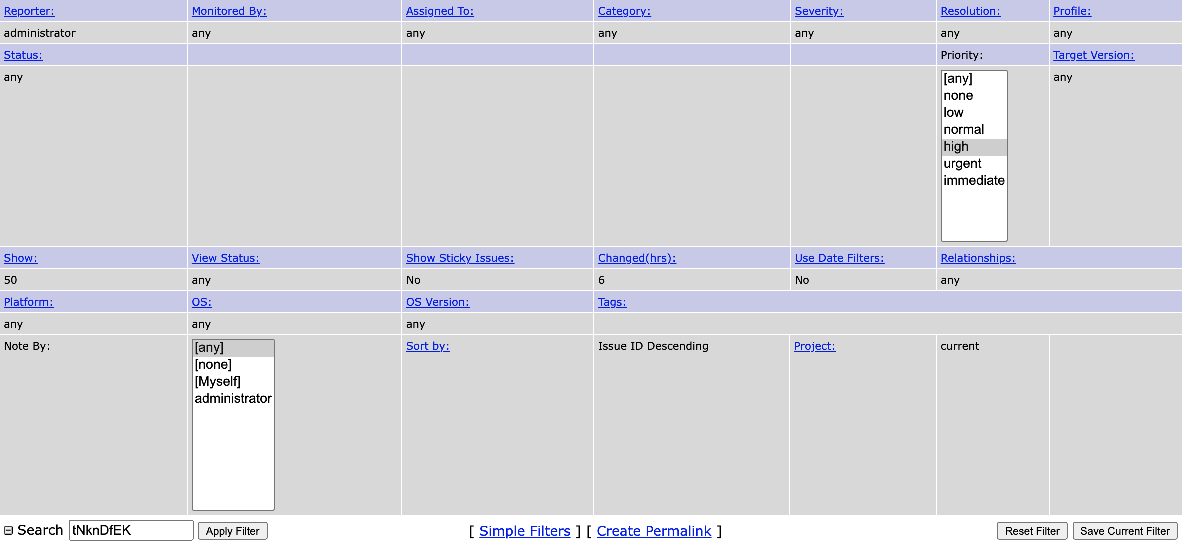 Reporter: Monitored By: Assigned To: Category: Severity: Resolution: Profile:
administrator any any any any any any
Status: Priority: Target Version:
any [any] any
none
low
normal
high
urgent
immediate
Show: View Status: Show Sticky Issues: Changed(hrs): Use Date Filters: Relationships:
50 any No 6 No any
Platform: OS: OS Version: Tags:
any any any
Note By: [any] Sort by: Issue ID Descending Project: current
[none]
[Myself]
administrator
Search tNknDfEK Apply Filter [ Simple Filters ] [ Create Permalink ] Reset Filter Save Current Filter